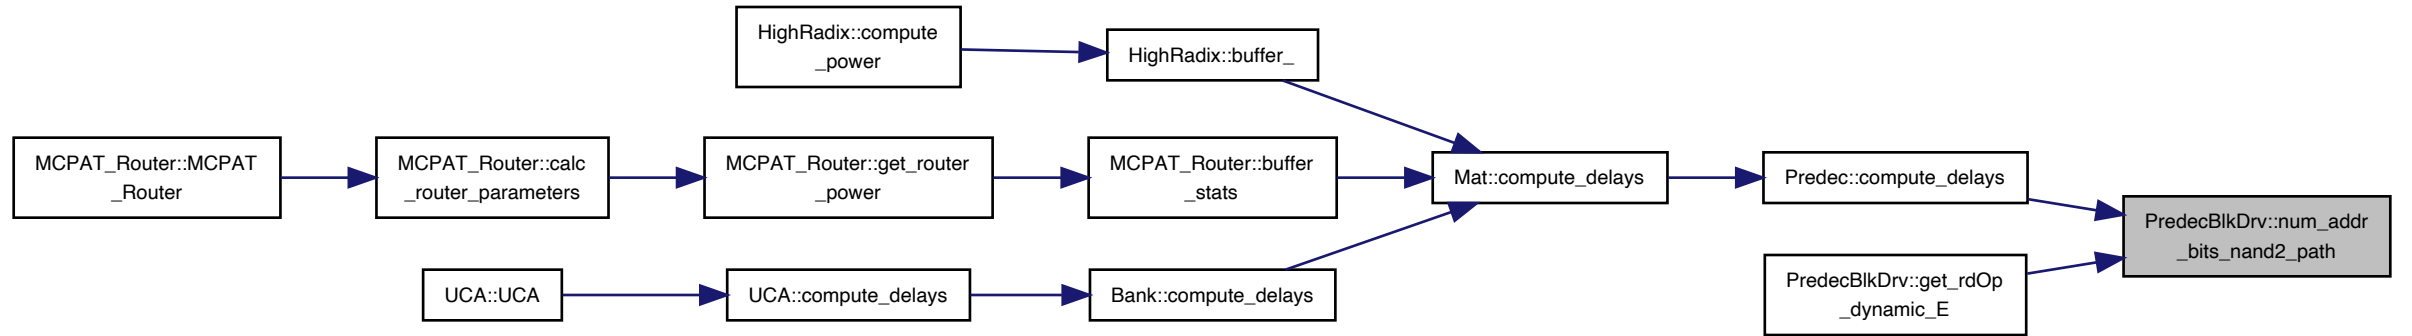 HighRadix::compute
_power
HighRadix::buffer_
MCPAT_Router::MCPAT
_Router
MCPAT_Router::calc
_router_parameters
MCPAT_Router::get_router
_power
MCPAT_Router::buffer
_stats
Mat::compute_delays
Predec::compute_delays
PredecBlkDrv::num_addr
_bits_nand2_path
UCA::UCA
UCA::compute_delays
Bank::compute_delays
PredecBlkDrv::get_rdOp
_dynamic_E